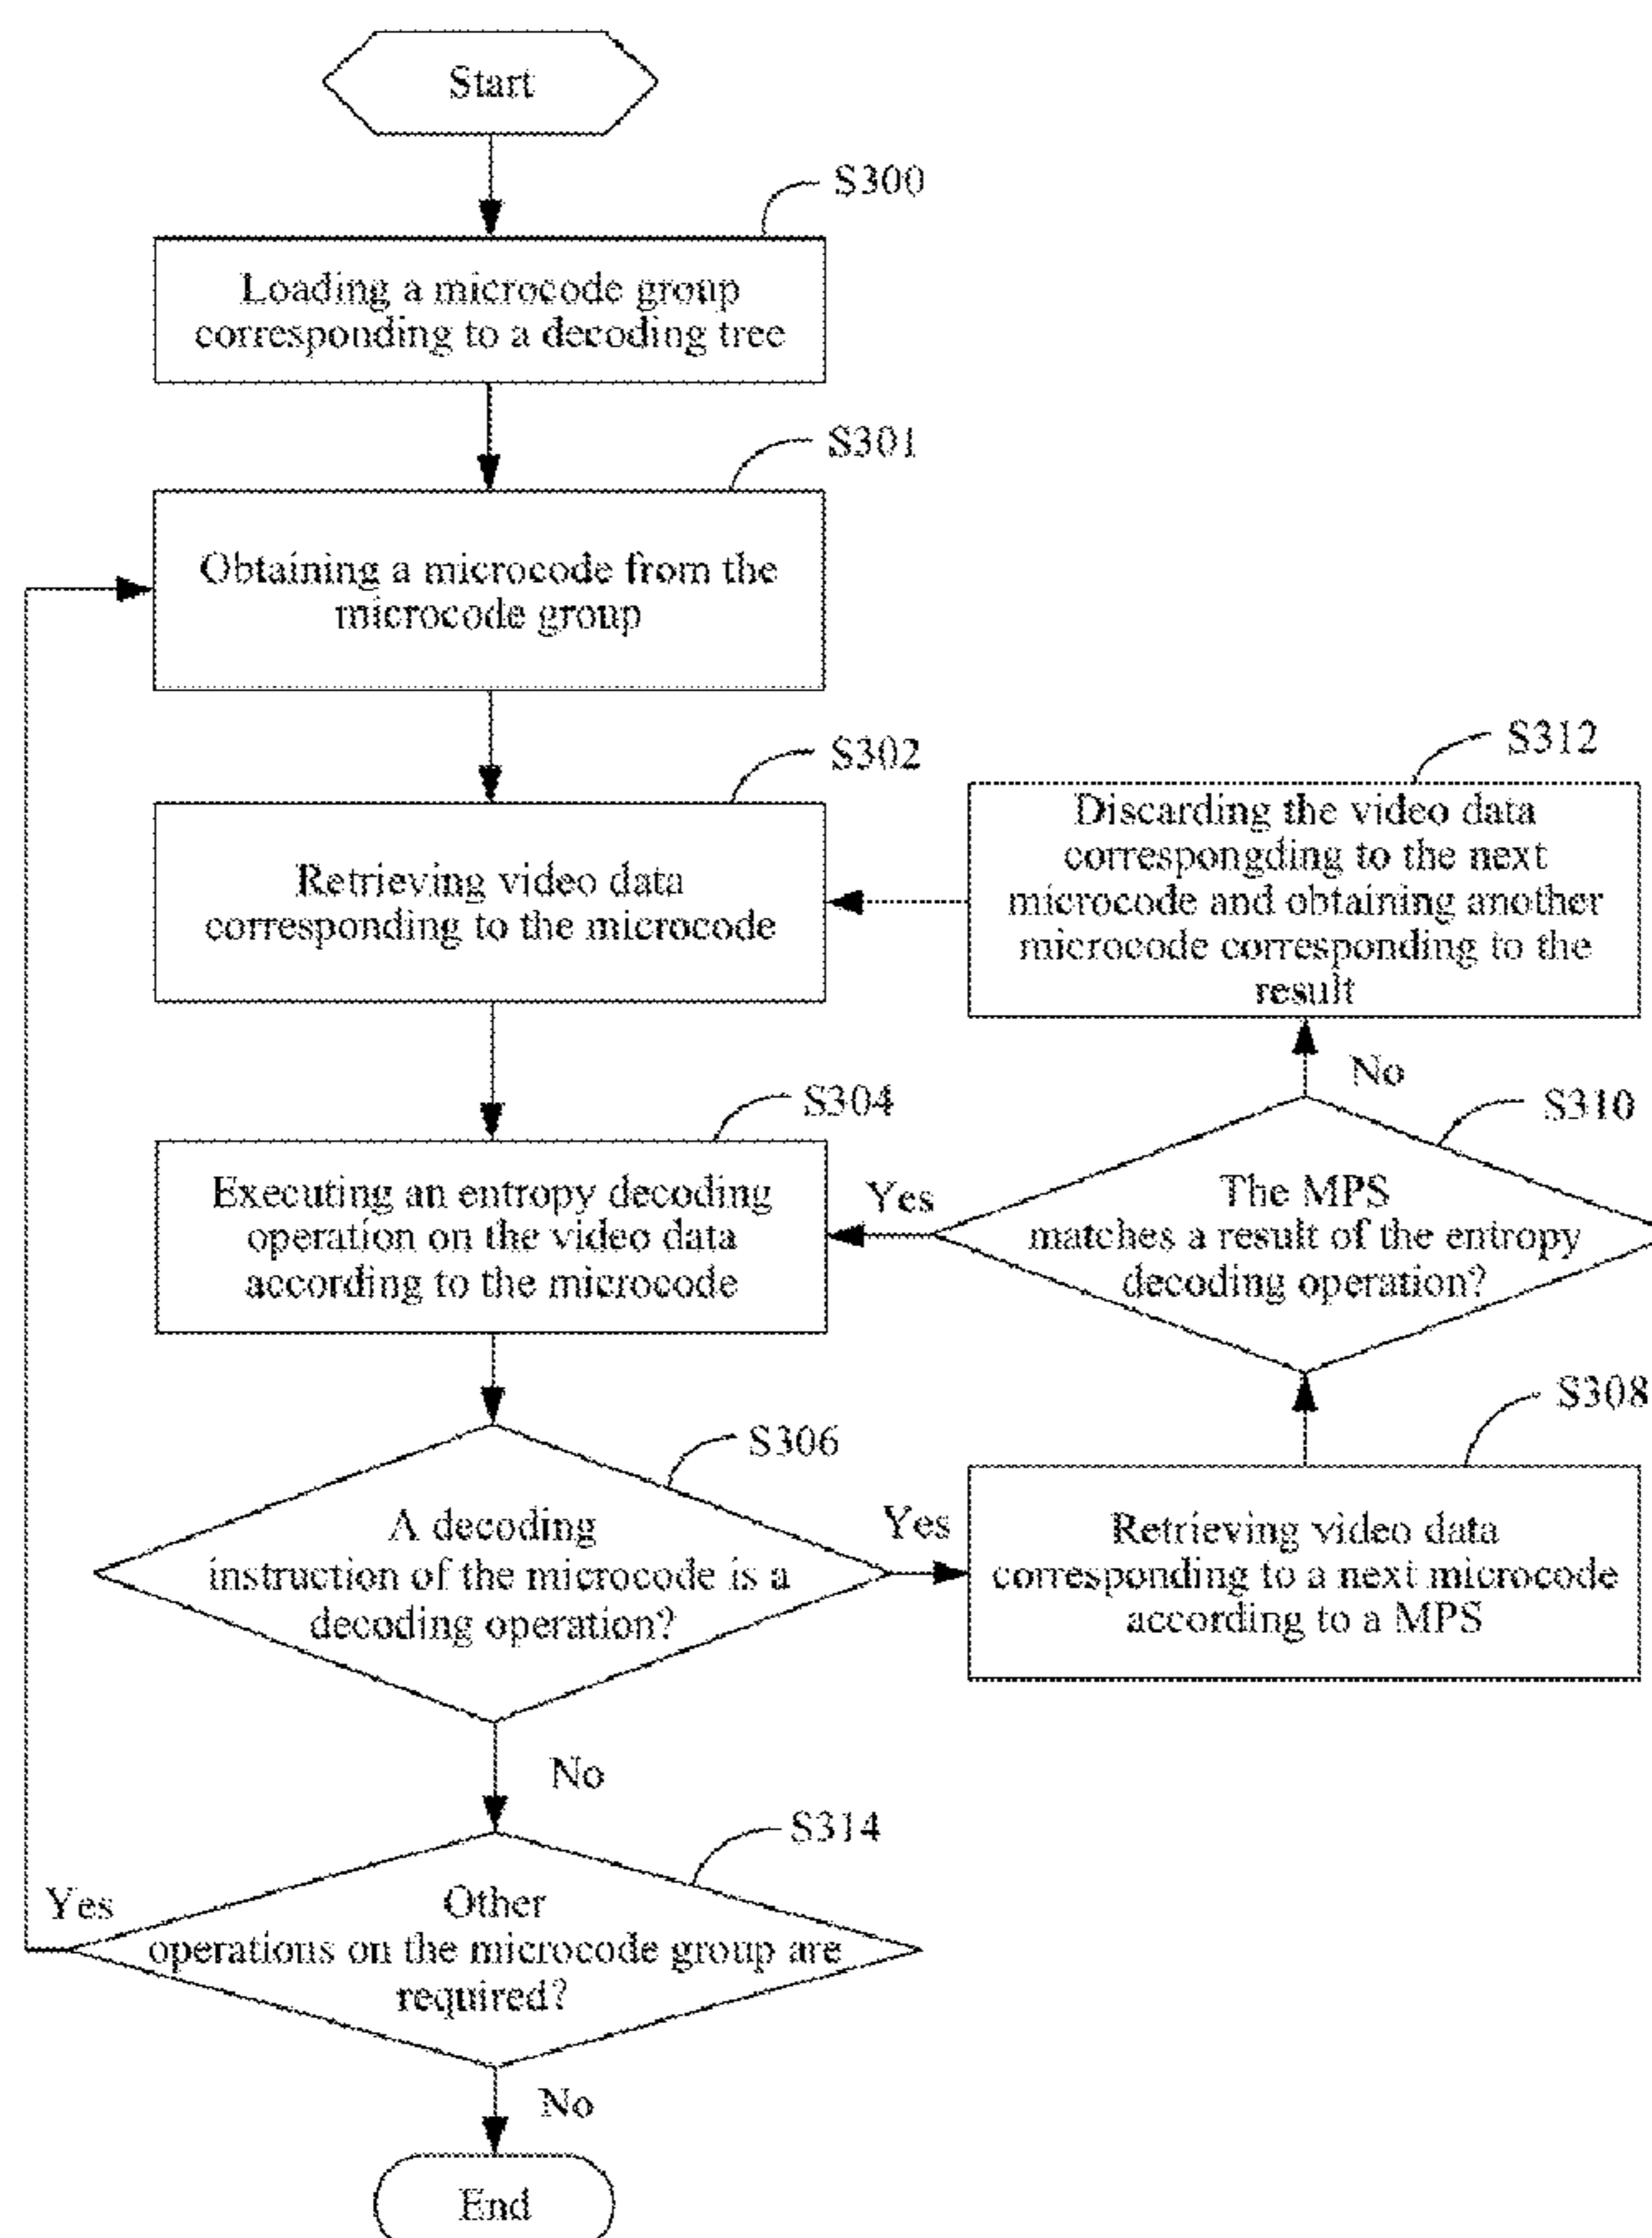 Start
S300
Loading a microcode group
corresponding to a decoding tree
S301
Obtaining a microcode from the
microcode group
S302
Retrieving video data
corresponding to the microcode
S312
Discarding the video data
correspongding to the next
microcode and obtaining another
microcode corresponding to the
result
No
S304
Executing an entropy decoding
operation on the video data
according to the microcode
Yes
S310
The MPS
matches a result of the entropy
decoding operation?
S306
A decoding
instruction of the microcode is a
decoding operation?
Yes
S308
Retrieving video data
corresponding to a next microcode
according to a MPS
No
S314
Yes
Other
operations on the microcode group are
required?
No
End